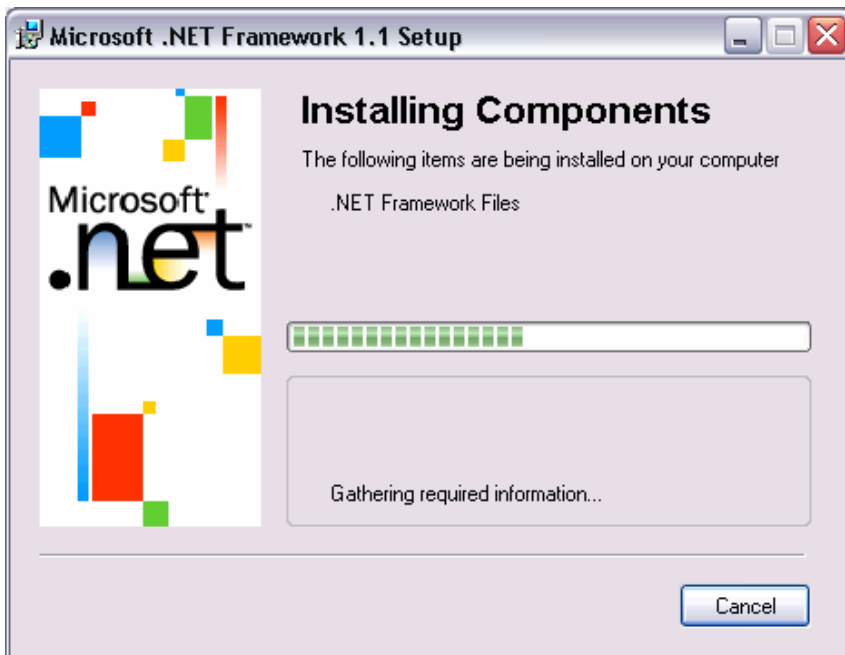 Microsoft .NET Framework 1.1 Setup
Installing Components
The following items are being installed on your computer
.NET Framework Files
Microsoft
.net™
Gathering required information...
Cancel